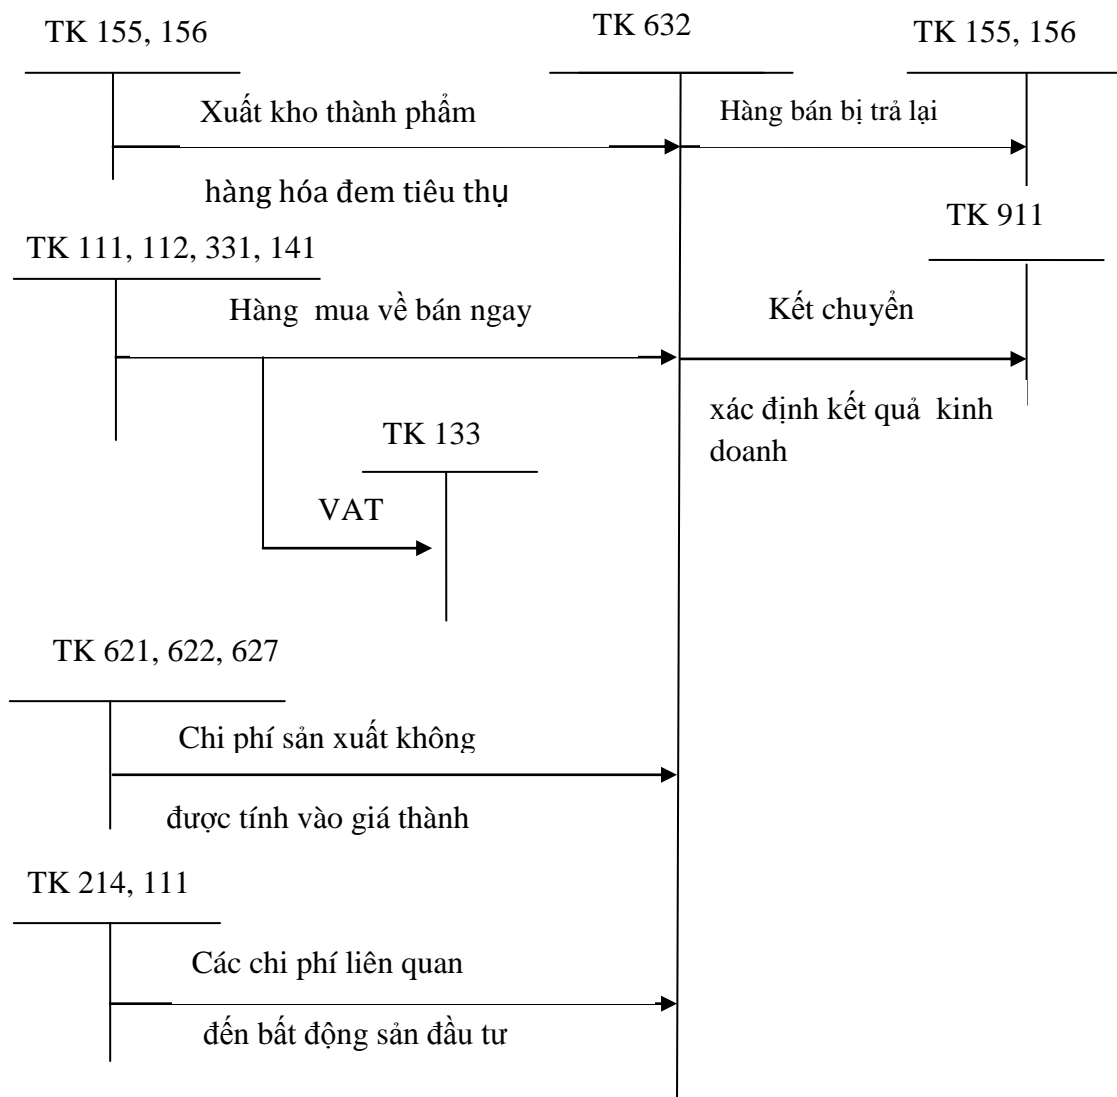 TK 155, 156
TK 632
TK 155, 156
Xuất kho thành phẩm
Hàng bán bị trả lại
hàng hóa đem tiêu thụ
TK 911
TK 111, 112, 331, 141
Hàng mua về bán ngay
Kết chuyển
xác định kết quả kinh
doanh
TK 133
VAT
TK 621, 622, 627
Chi phí sản xuất không
được tính vào giá thành
TK 214, 111
Các chi phí liên quan
đến bất động sản đầu tư